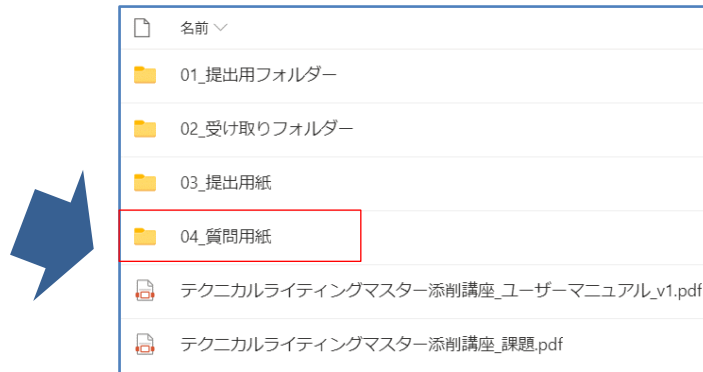 名前
01_提出用フォルダー
02_受け取りフォルダー
03_提出用紙
04_質問用紙
テクニカルライティングマスター添削講座_ユーザーマニュアル_v1.pdf
テクニカルライティングマスター添削講座_課題.pdf